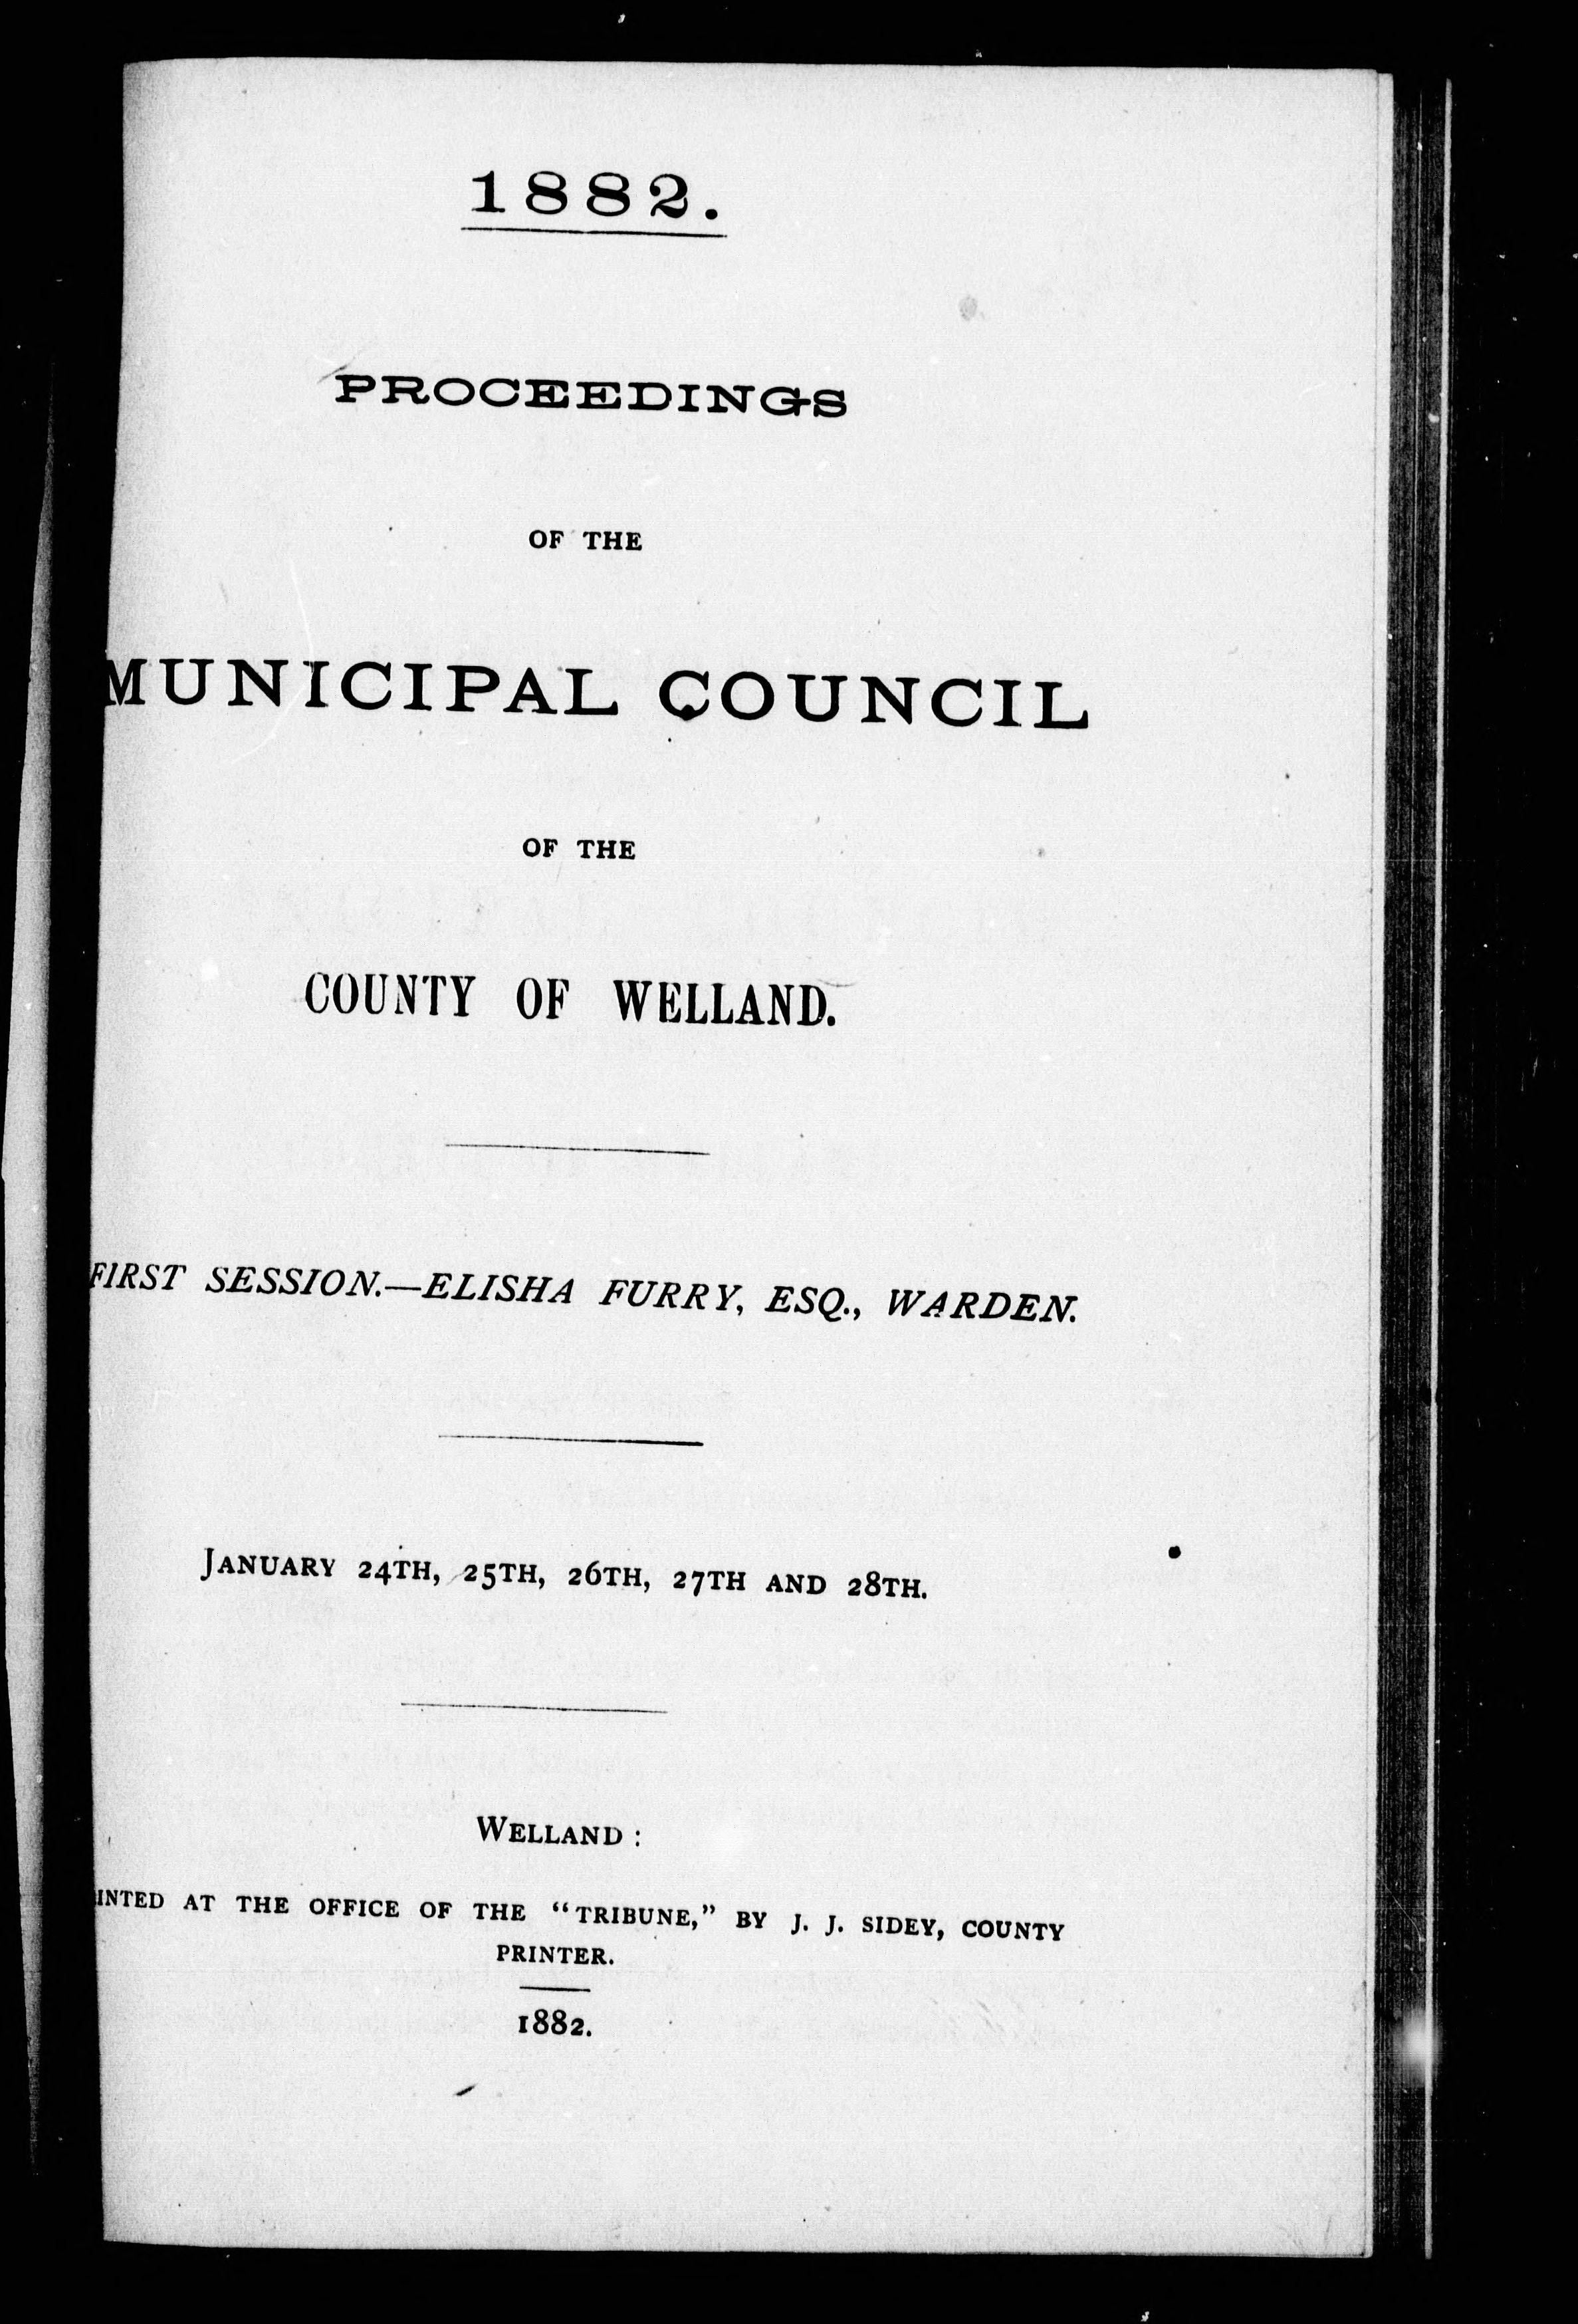 1882.
PROCEEDINGS
OF THE
MUNICIPAL COUNCIL
OF THE
COUNTY OF WELLAND.
FIRST SESSION.—ELISHA FURRY, ESQ., WARDEN.
JANUARY 24TH, 25TH, 26TH, 27TH AND 28TH.
WELLAND :
INTED AT THE OFFICE OF THE “TRIBUNE,” BY J. J. SIDEY, COUNTY
PRINTER.
1882.